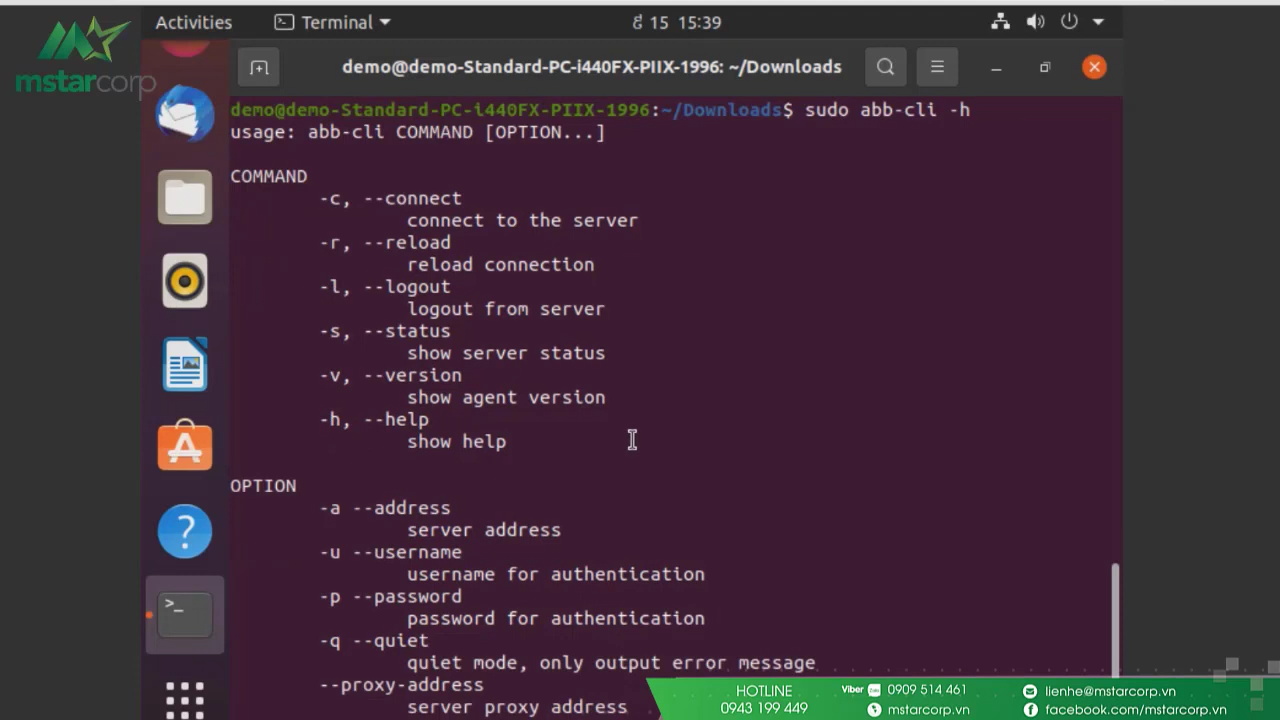 Activities
Terminal
ธ 15 15:39
mstarcorp
demo@demo-Standard-PC-i440FX-PIIX-1996: ~/Downloads
demo@demo-Standard-PC-i440FX-PIIX-1996:~/Downloads$ sudo abb-cli -h
usage: abb-cli COMMAND [OPTION...]
COMMAND
-c, --connect
connect to the server
-r, --reload
reload connection
-l, --logout
logout from server
-s, --status
show server status
-v, --version
show agent version
-h, --help
show help
OPTION
-a --address
server address
-u --username
username for authentication
-p --password
password for authentication
-q --quiet
quiet mode, only output error message
--proxy-address
server proxy address
HOTLINE
0943 199 449
Viber Zalo 0909 514 461
mstarcorp.vn
lienhe@mstarcorp.vn
facebook.com/mstarcorp.vn